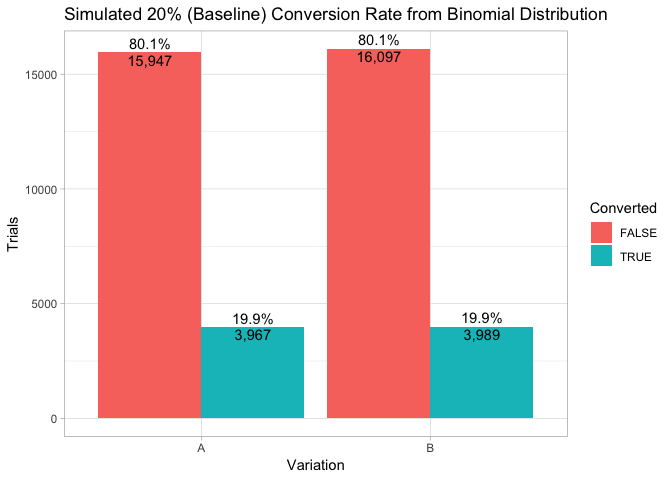 Simulated 20% (Baseline) Conversion Rate from Binomial Distribution
80.1%
15,947
80.1%
16,097
19.9%
3,967
19.9%
3,989
15000
10000
5000
0
Trials
A
B
Variation
Converted
FALSE
TRUE